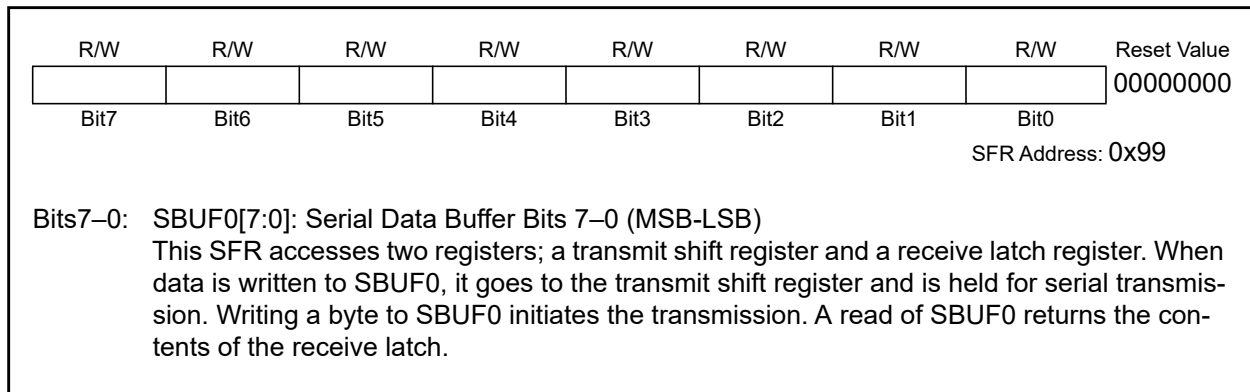 R/W R/W R/W R/W R/W R/W R/W R/W Reset Value
00000000
Bit7 Bit6 Bit5 Bit4 Bit3 Bit2 Bit1 Bit0
SFR Address: 0x99
Bits7–0: SBUF0[7:0]: Serial Data Buffer Bits 7–0 (MSB-LSB)
This SFR accesses two registers; a transmit shift register and a receive latch register. When
data is written to SBUF0, it goes to the transmit shift register and is held for serial transmis-
sion. Writing a byte to SBUF0 initiates the transmission. A read of SBUF0 returns the con-
tents of the receive latch.